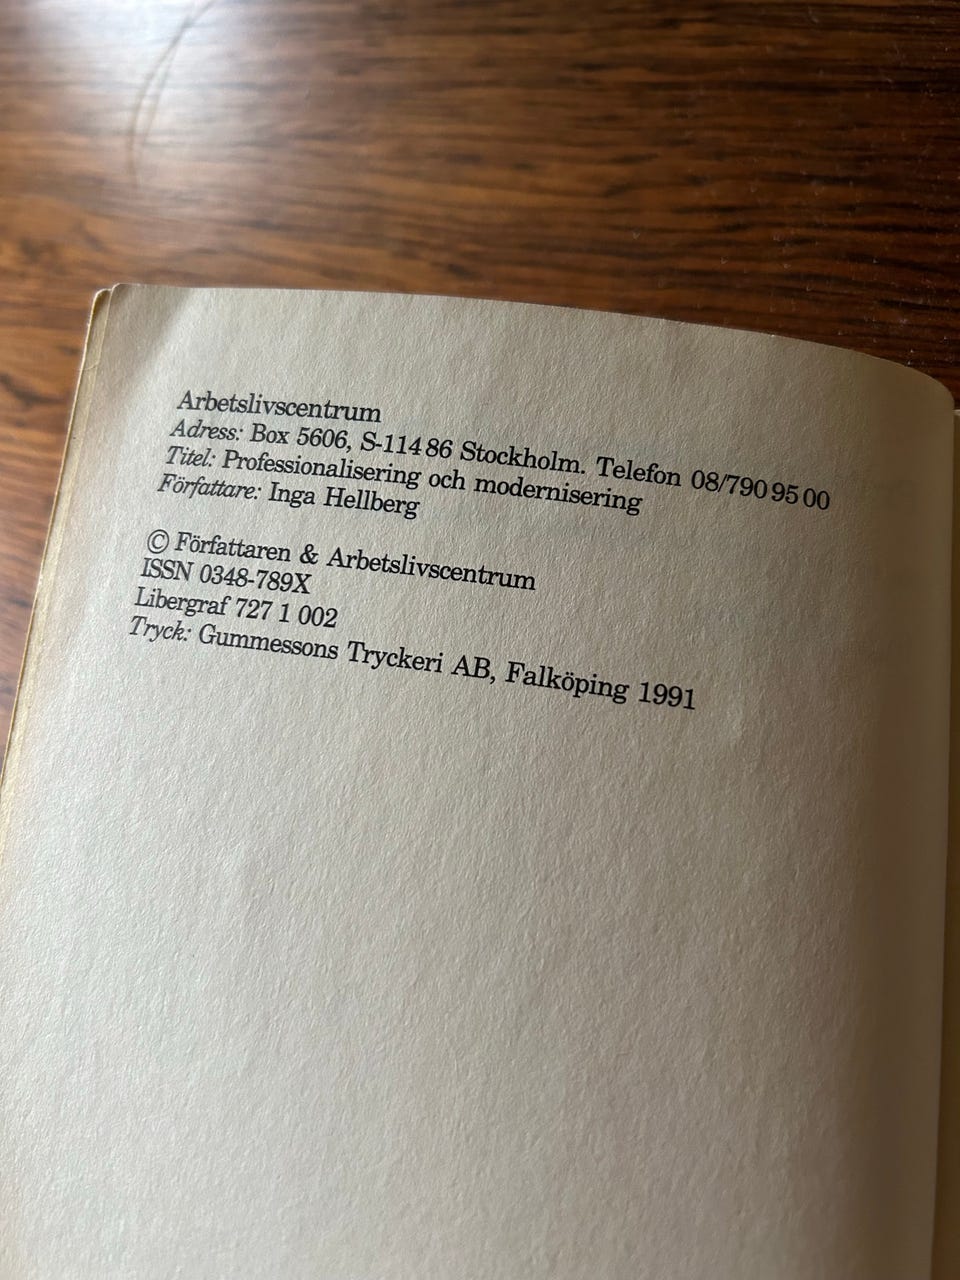 Arbetslivscentrum
Adress: Box 5606, S-114 86 Stockholm. Telefon 08/790 95 00
Titel: Professionalisering och modernisering
Författare: Inga Hellberg
© Författaren & Arbetslivscentrum
ISSN 0348-789X
Libergraf 727 1 002
Tryck: Gummessons Tryckeri AB, Falköping 1991